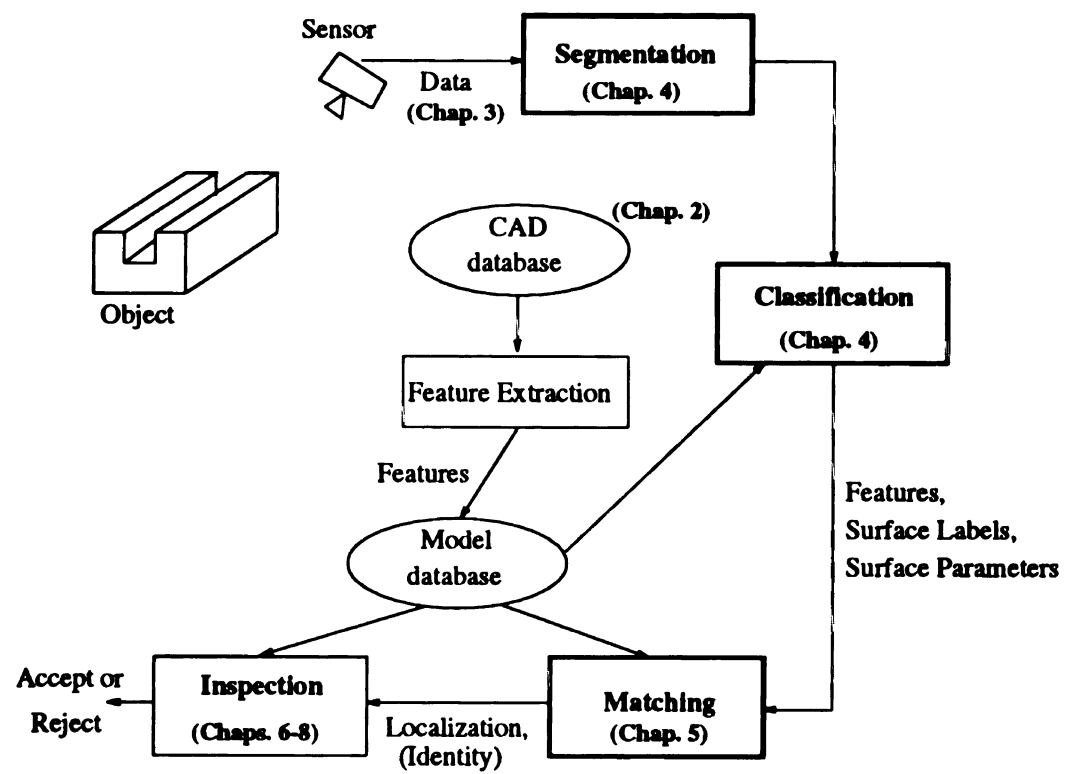 Sensor
Data
(Chap. 3)
Segmentation
(Chap. 4)
Object
CAD
database
(Chap. 2)
Classification
(Chap. 4)
Feature Extraction
Features
Model
database
Features,
Surface Labels,
Surface Parameters
Accept or
Reject
Inspection
(Chaps. 6-8)
Localization,
(Identity)
Matching
(Chap. 5)